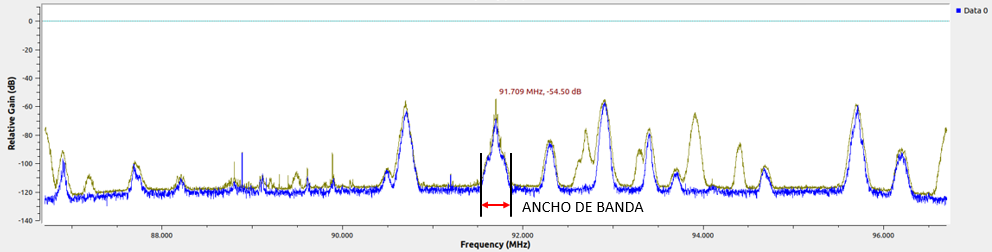 Data 0
0
-20
-40
-60
-80
-100
-120
-140
Relative Gain (dB)
91.709 MHz, -54.50 dB
ANCHO DE BANDA
88.000
90.000
92.000
94.000
96.000
Frequency (MHz)